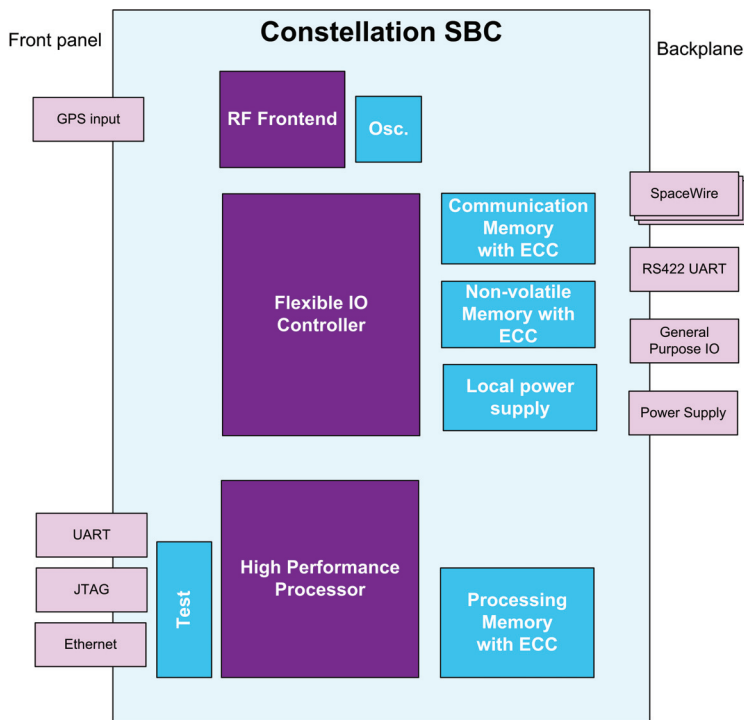 Constellation SBC
Front panel
Backplane
GPS input
RF Frontend
Osc.
SpaceWire
Communication
Memory
with ECC
RS422 UART
Flexible IO
Controller
Non-volatile
Memory with
ECC
General
Purpose IO
Local power
supply
Power Supply
UART
JTAG
Ethernet
Test
High Performance
Processor
Processing
Memory
with ECC